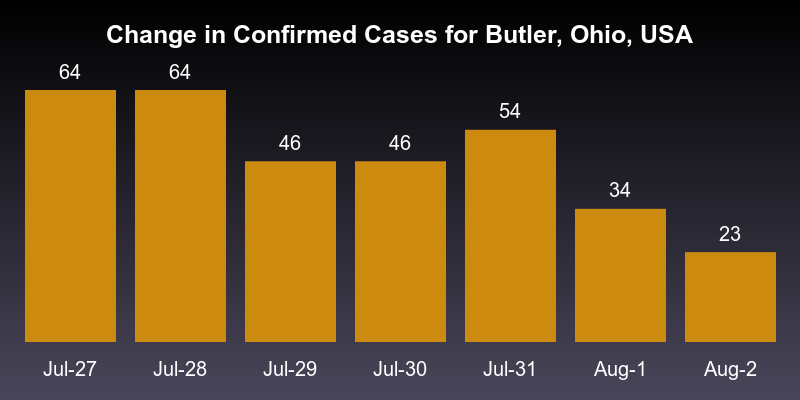 Change in Confirmed Cases for Butler, Ohio, USA
64 64 46 46 54 34 23
Jul-27 Jul-28 Jul-29 Jul-30 Jul-31 Aug-1 Aug-2